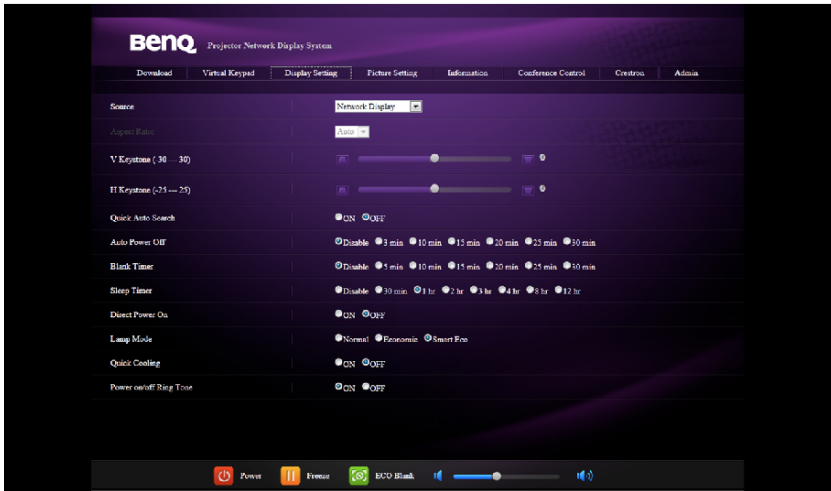 BenQ Projector Network Display System
Download Virtual Keypad Display Setting Picture Setting Information Conference Control Crestron Admin
Source Network Display
Aspect Ratio Auto
V Keystone (-30 --- 30) 0
H Keystone (-25 --- 25) 0
Quick Auto Search ON OFF
Auto Power Off Disable 3 min 10 min 15 min 20 min 25 min 30 min
Blank Timer Disable 5 min 10 min 15 min 20 min 25 min 30 min
Sleep Timer Disable 30 min 1 hr 2 hr 3 hr 4 hr 8 hr 12 hr
Direct Power On ON OFF
Lamp Mode Normal Economic Smart Eco
Quick Cooling ON OFF
Power on/off Ring Tone ON OFF
Power Freeze ECO Blank